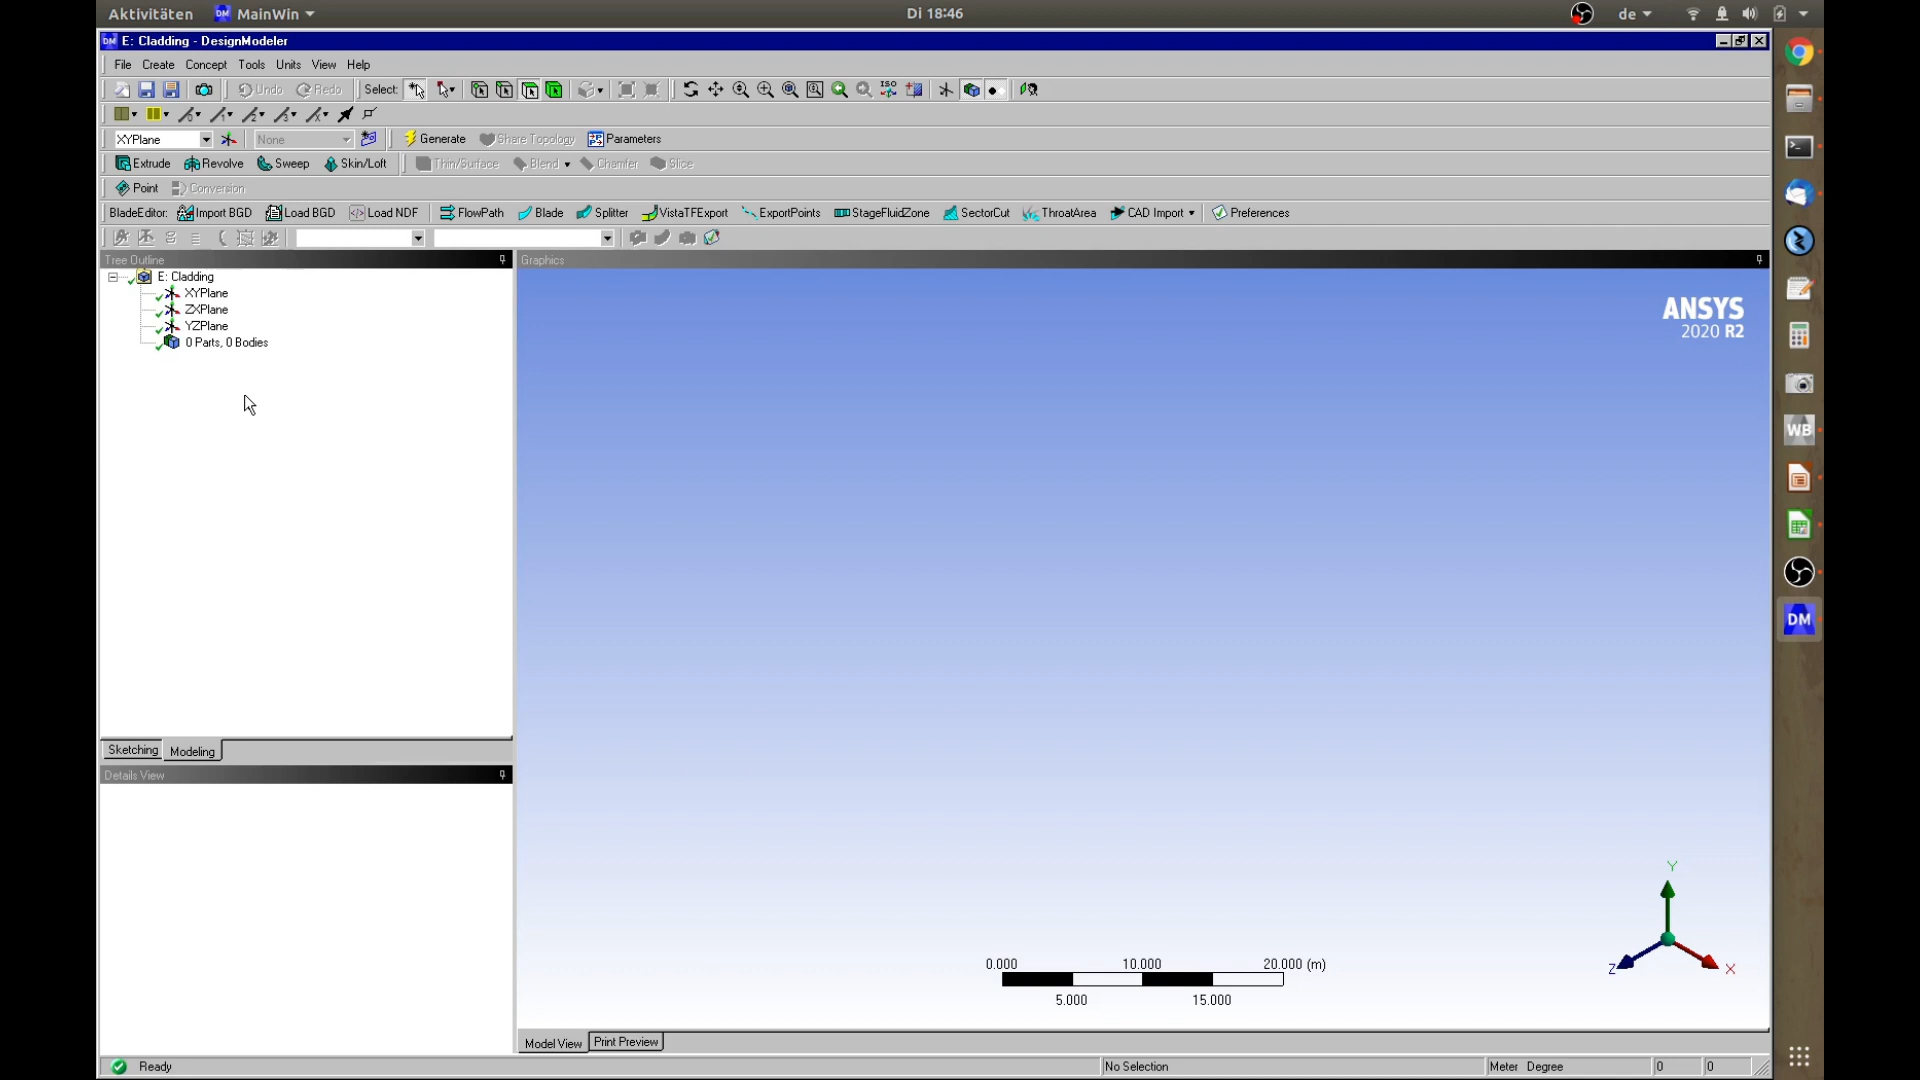 Aktivitäten MainWin Di 18:46 de
DM E: Cladding - DesignModeler
File Create Concept Tools Units View Help
Undo Redo Select: ISO
XYPlane None Generate Share Topology Parameters
Extrude Revolve Sweep Skin/Loft Thin/Surface Blend Chamfer Slice
Point Conversion
BladeEditor: Import BGD Load BGD Load NDF FlowPath Blade Splitter VistaTFExport ExportPoints StageFluidZone SectorCut ThroatArea CAD Import Preferences
Tree Outline Graphics
E: Cladding
XYPlane
ZXPlane
YZPlane
0 Parts, 0 Bodies
ANSYS
2020 R2
WB
DM
Sketching Modeling
Details View
Y
Z X
0.000 10.000 20.000 (m)
5.000 15.000
Model View Print Preview
Ready No Selection Meter Degree 0 0